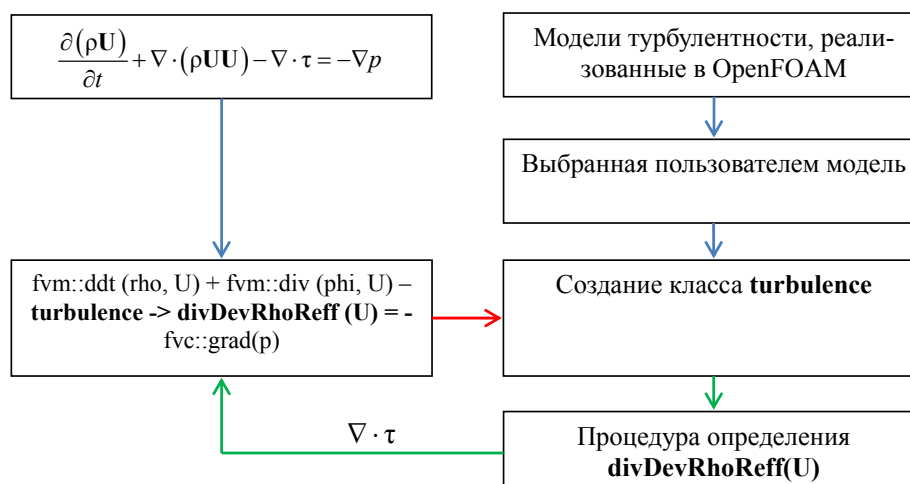 ∂(ρU)/∂t + ∇·(ρUU) − ∇·τ = −∇p
Модели турбулентности, реали-
зованные в OpenFOAM
Выбранная пользователем модель
fvm::ddt (rho, U) + fvm::div (phi, U) –
turbulence -> divDevRhoReff (U) = -
fvc::grad(p)
Создание класса turbulence
∇·τ
Процедура определения
divDevRhoReff(U)